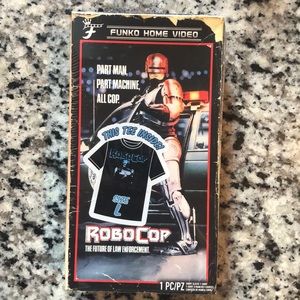 FUNKO HOME VIDEO
PART MAN.
PART MACHINE.
ALL COP.
THIS TEE INSIDE!
ROBOCOP
ROBOCOP
THE FUTURE OF LAW ENFORCEMENT.
1 PC/PZ